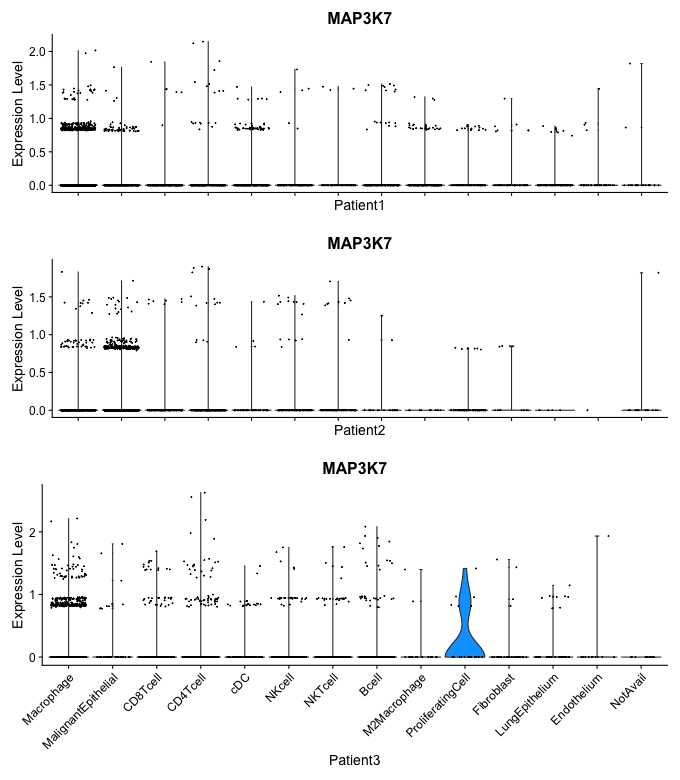 MAP3K7
Expression Level
2.0
1.5
1.0
0.5
0.0
Patient1
MAP3K7
Expression Level
1.5
1.0
0.5
0.0
Patient2
MAP3K7
Expression Level
2
1
0
Macrophage
MalignantEpithelial
CD8Tcell
CD4Tcell
cDC
NKcell
NKTcell
Bcell
M2Macrophage
ProliferatingCell
Fibroblast
LungEpithelium
Endothelium
NotAvail
Patient3